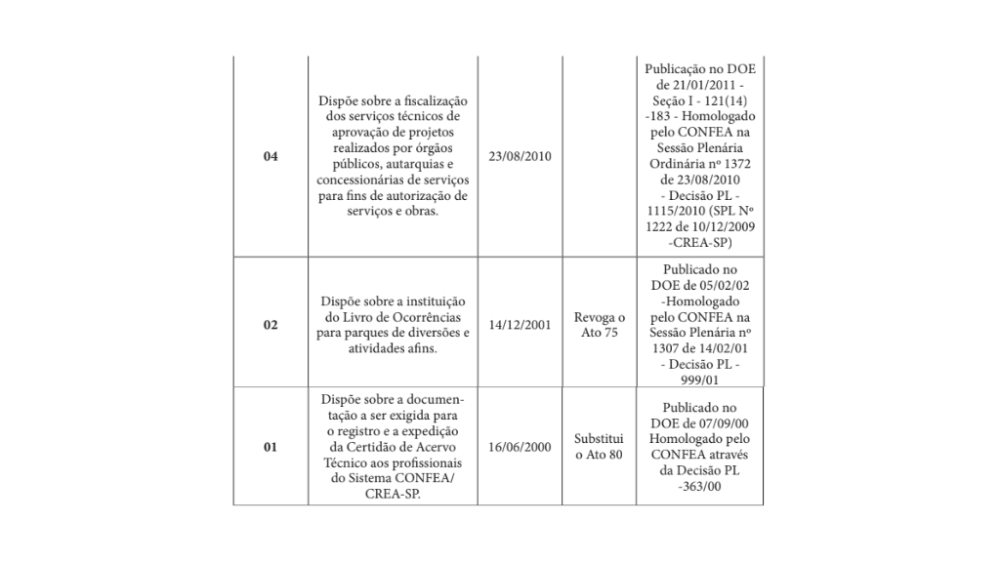 04
Dispõe sobre a fiscalização
dos serviços técnicos de
aprovação de projetos
realizados por órgãos
públicos, autarquias e
concessionárias de serviços
para fins de autorização de
serviços e obras.
23/08/2010
Publicação no DOE
de 21/01/2011 -
Seção I - 121(14)
-183 - Homologado
pelo CONFEA na
Sessão Plenária
Ordinária nº 1372
de 23/08/2010
- Decisão PL -
1115/2010 (SPL Nº
1222 de 10/12/2009
-CREA-SP)
02
Dispõe sobre a instituição
do Livro de Ocorrências
para parques de diversões e
atividades afins.
14/12/2001
Revoga o
Ato 75
Publicado no
DOE de 05/02/02
-Homologado
pelo CONFEA na
Sessão Plenária nº
1307 de 14/02/01
- Decisão PL -
999/01
01
Dispõe sobre a documen-
tação a ser exigida para
o registro e a expedição
da Certidão de Acervo
Técnico aos profissionais
do Sistema CONFEA/
CREA-SP.
16/06/2000
Substitui
o Ato 80
Publicado no
DOE de 07/09/00
Homologado pelo
CONFEA através
da Decisão PL
-363/00